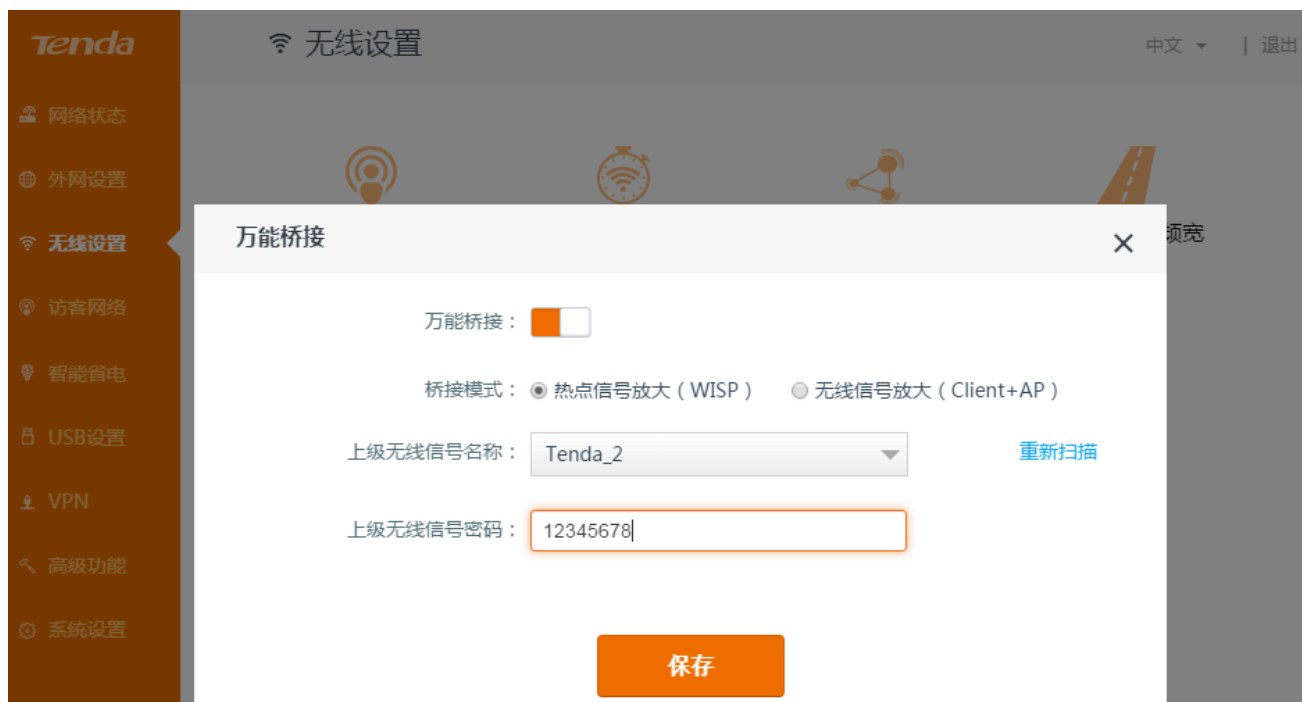 Tenda
无线设置
中文
| 退出
网络状态
外网设置
无线设置
访客网络
智能省电
USB设置
VPN
高级功能
系统设置
频宽
万能桥接
万能桥接：
桥接模式： 热点信号放大（WISP） 无线信号放大（Client+AP）
上级无线信号名称： Tenda_2 重新扫描
上级无线信号密码： 12345678
保存